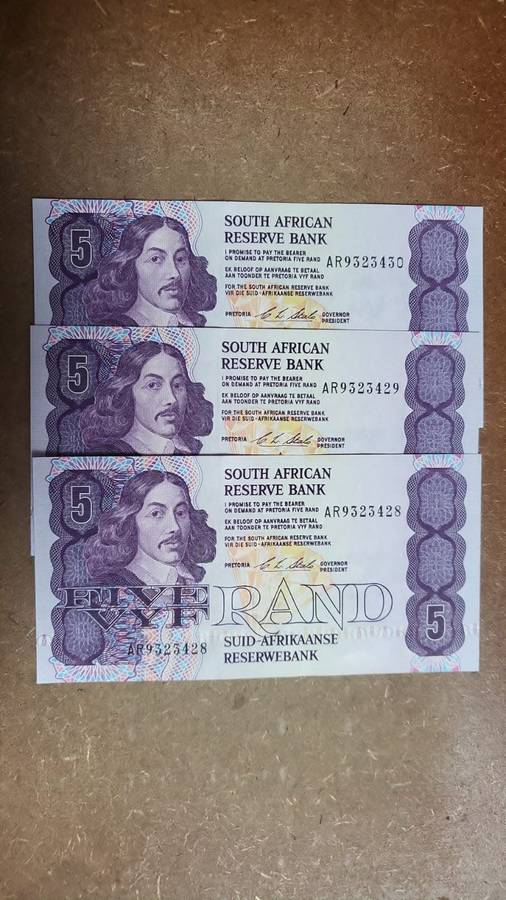 5
SOUTH AFRICAN
RESERVE BANK
I PROMISE TO PAY THE BEARER
ON DEMAND AT PRETORIA FIVE RAND AR9323430
EK BELOOF OP AANVRAAG TE BETAAL
AAN TOONDER TE PRETORIA VYF RAND
FOR THE SOUTH AFRICAN RESERVE BANK
VIR DIE SUID-AFRIKAANSE RESERWEBANK
PRETORIA GOVERNOR
PRESIDENT
5
SOUTH AFRICAN
RESERVE BANK
I PROMISE TO PAY THE BEARER
ON DEMAND AT PRETORIA FIVE RAND AR9323429
EK BELOOF OP AANVRAAG TE BETAAL
AAN TOONDER TE PRETORIA VYF RAND
FOR THE SOUTH AFRICAN RESERVE BANK
VIR DIE SUID-AFRIKAANSE RESERWEBANK
PRETORIA GOVERNOR
PRESIDENT
5
SOUTH AFRICAN
RESERVE BANK
I PROMISE TO PAY THE BEARER
ON DEMAND AT PRETORIA FIVE RAND AR9323428
EK BELOOF OP AANVRAAG TE BETAAL
AAN TOONDER TE PRETORIA VYF RAND
FOR THE SOUTH AFRICAN RESERVE BANK
VIR DIE SUID-AFRIKAANSE RESERWEBANK
PRETORIA GOVERNOR
PRESIDENT
FIVE RAND
VYF
5
SUID-AFRIKAANSE
RESERWEBANK
AR9323428